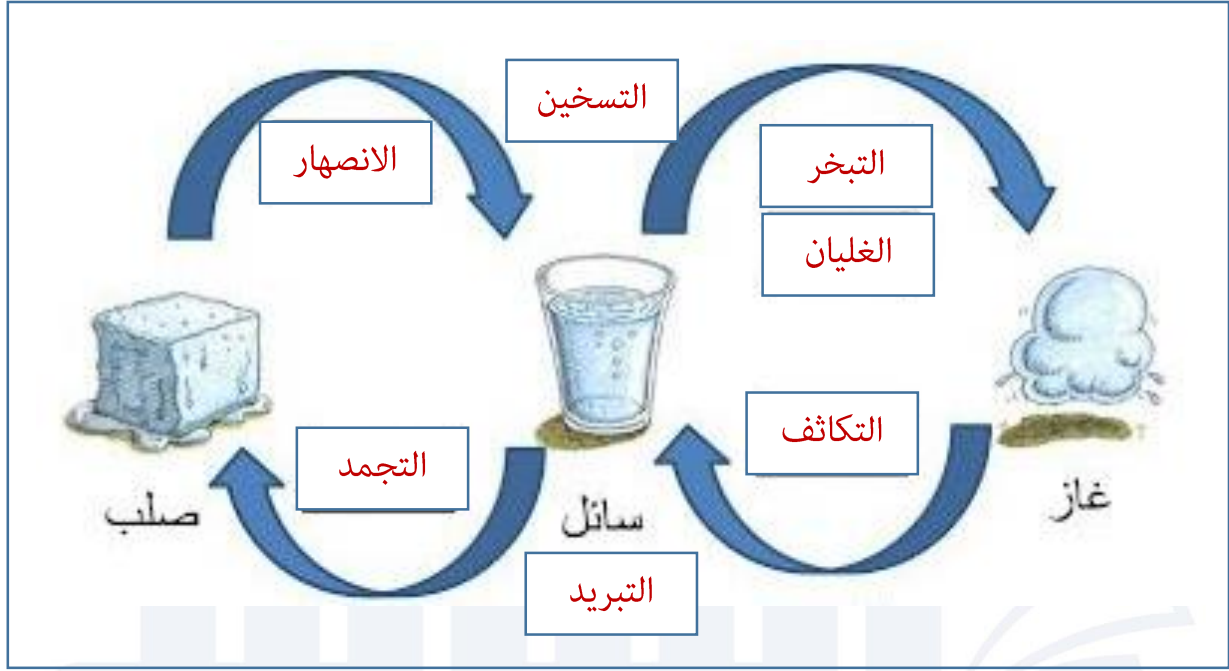 التسخين
الانصهار
التبخر
الغليان
التكاثف
التجمد
غاز
سائل
صلب
التبريد